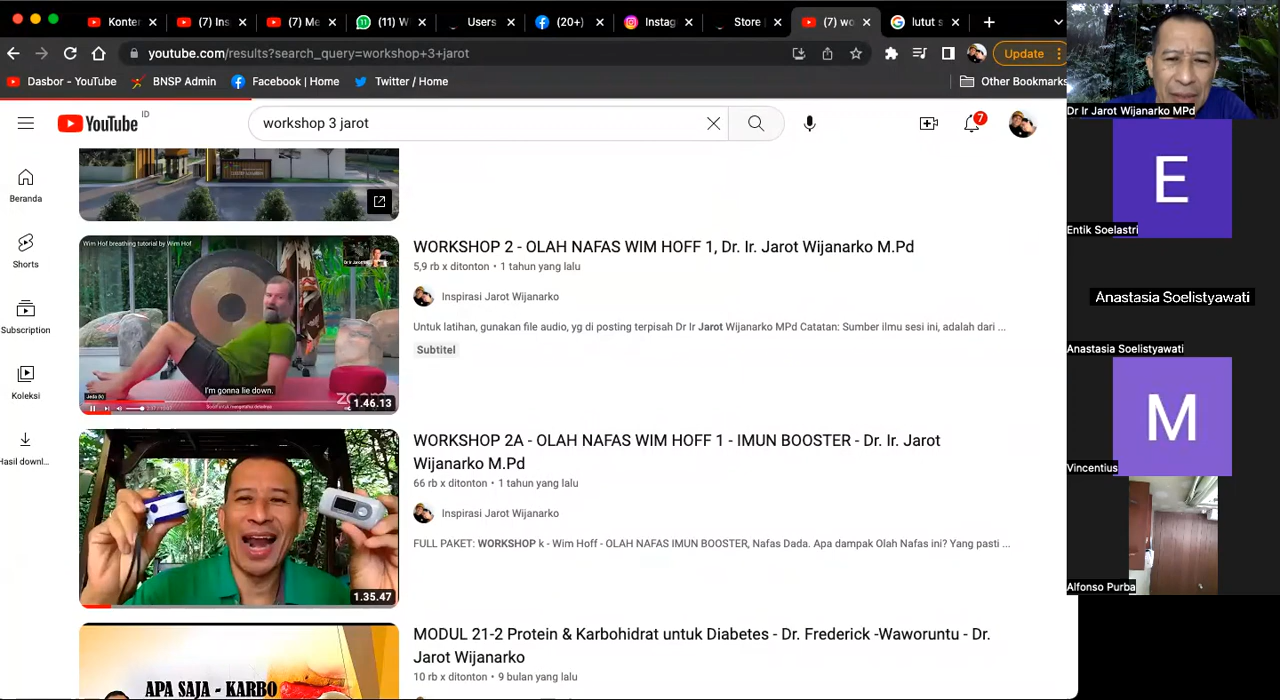 Konter
(7) Ins
(7) Me
(11) W
Users
(20+)
Instag
Store
(7) wo
lutut s
youtube.com/results?search_query=workshop+3+jarot
Update
Dasbor - YouTube
BNSP Admin
Facebook | Home
Twitter / Home
Other Bookmarks
YouTube ID
workshop 3 jarot
7
Beranda
Shorts
Subscription
Koleksi
Hasil downl...
Wim Hof breathing tutorial by Wim Hof
I'm gonna lie down.
zoom
1.46.13
WORKSHOP 2 - OLAH NAFAS WIM HOFF 1, Dr. Ir. Jarot Wijanarko M.Pd
5,9 rb x ditonton • 1 tahun yang lalu
Inspirasi Jarot Wijanarko
Untuk latihan, gunakan file audio, yg di posting terpisah Dr Ir Jarot Wijanarko MPd Catatan: Sumber ilmu sesi ini, adalah dari ...
Subtitel
1.35.47
WORKSHOP 2A - OLAH NAFAS WIM HOFF 1 - IMUN BOOSTER - Dr. Ir. Jarot
Wijanarko M.Pd
66 rb x ditonton • 1 tahun yang lalu
Inspirasi Jarot Wijanarko
FULL PAKET: WORKSHOP k - Wim Hoff - OLAH NAFAS IMUN BOOSTER, Nafas Dada. Apa dampak Olah Nafas ini? Yang pasti ...
APA SAJA - KARBO
MODUL 21-2 Protein & Karbohidrat untuk Diabetes - Dr. Frederick -Waworuntu - Dr.
Jarot Wijanarko
10 rb x ditonton • 9 bulan yang lalu
Dr Ir Jarot Wijanarko MPd
E
Entik Soelastri
Anastasia Soelistyawati
Anastasia Soelistyawati
M
Vincentius
Alfonso Purba